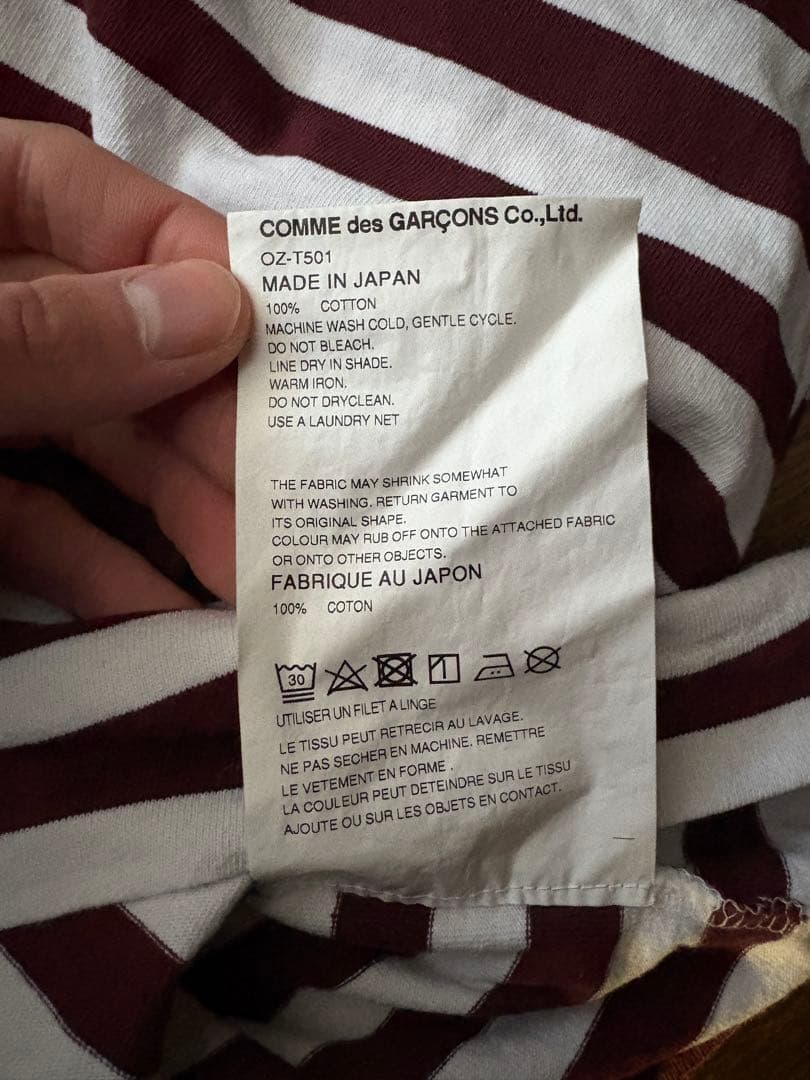 COMME des GARÇONS Co.,Ltd.
OZ-T501
MADE IN JAPAN
100% COTTON
MACHINE WASH COLD, GENTLE CYCLE.
DO NOT BLEACH.
LINE DRY IN SHADE.
WARM IRON.
DO NOT DRYCLEAN.
USE A LAUNDRY NET
THE FABRIC MAY SHRINK SOMEWHAT
WITH WASHING. RETURN GARMENT TO
ITS ORIGINAL SHAPE.
COLOUR MAY RUB OFF ONTO THE ATTACHED FABRIC
OR ONTO OTHER OBJECTS.
FABRIQUE AU JAPON
100% COTON
30
UTILISER UN FILET A LINGE
LE TISSU PEUT RETRECIR AU LAVAGE.
NE PAS SECHER EN MACHINE. REMETTRE
LE VETEMENT EN FORME .
LA COULEUR PEUT DETEINDRE SUR LE TISSU
AJOUTE OU SUR LES OBJETS EN CONTACT.